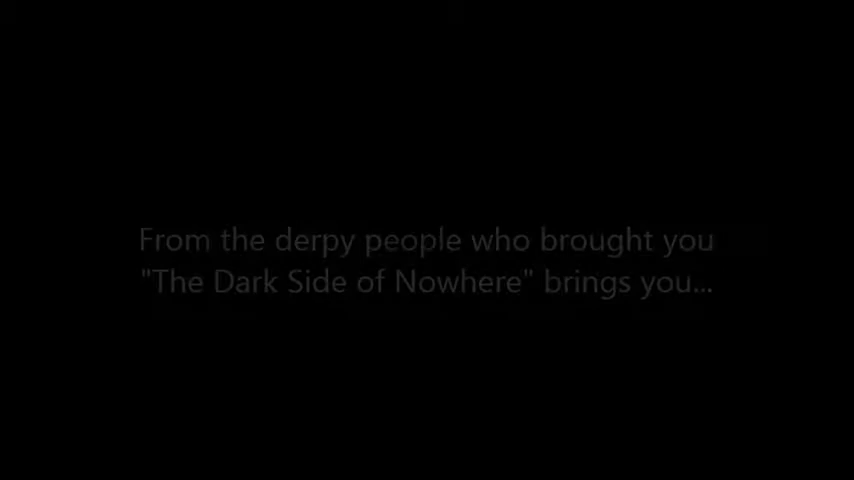 From the derpy people who brought you
"The Dark Side of Nowhere" brings you...